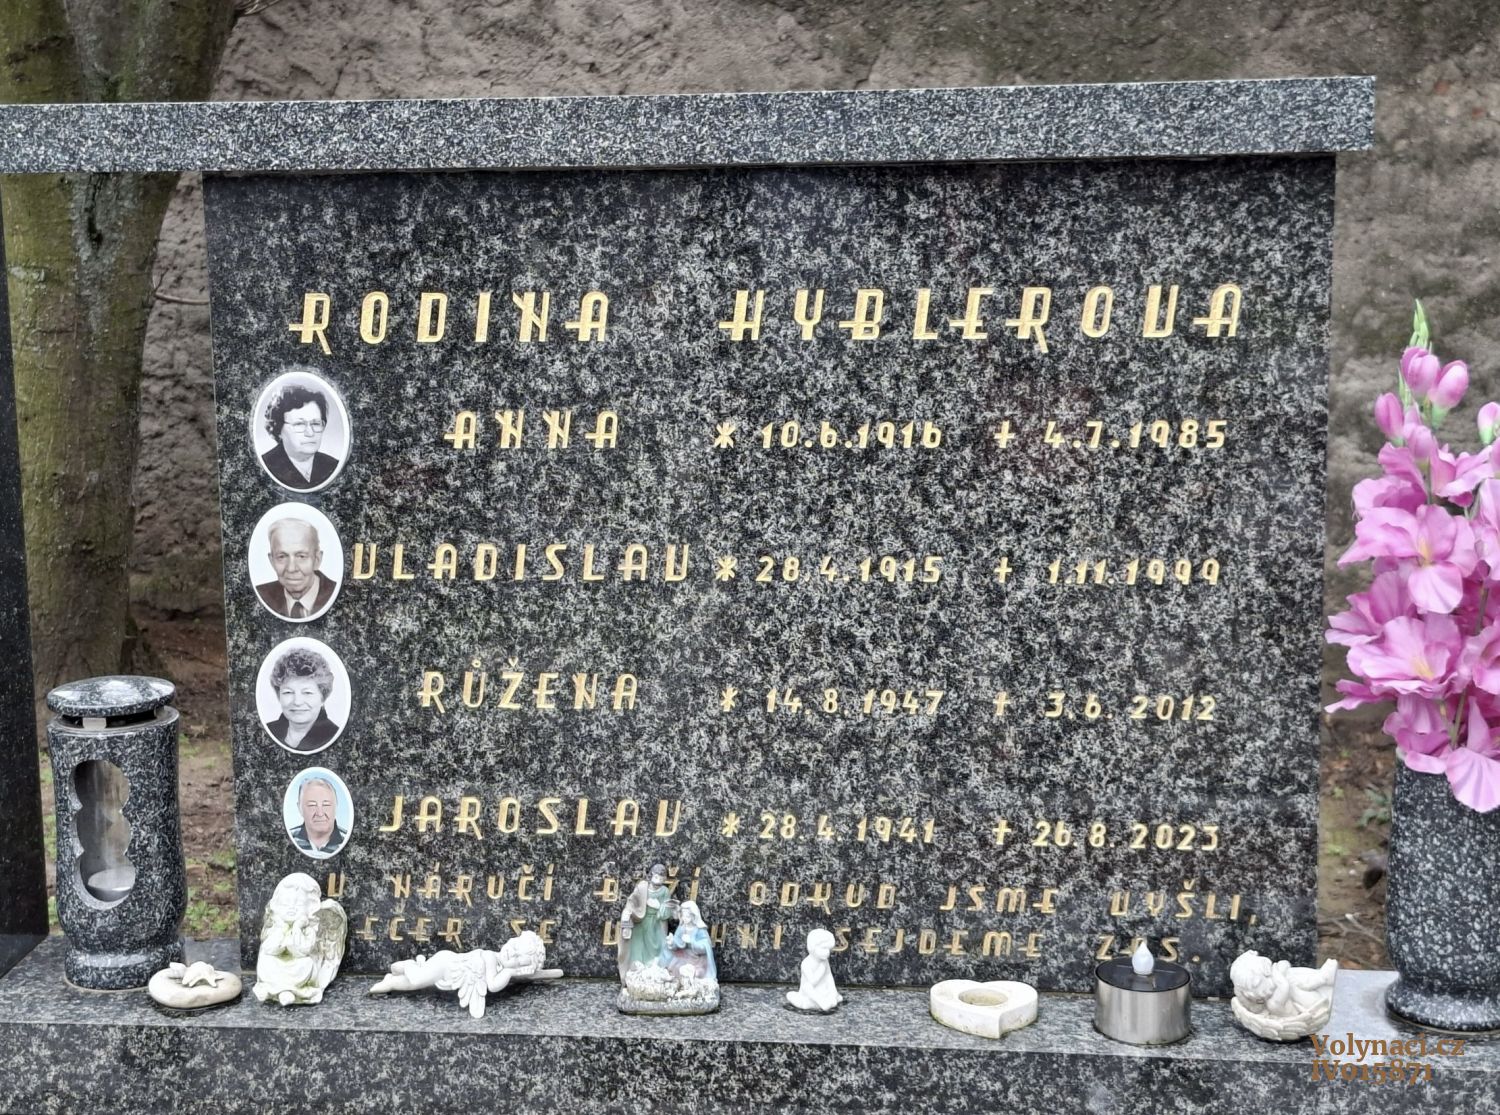 RODINA HYBLEROVA
ANNA * 10.6.1916 + 4.7.1985
VLADISLAV * 28.4.1915 + 1.11.1999
RŮŽENA * 14.8.1947 + 3.6.2012
JAROSLAV * 28.4.1941 + 26.8.2023
V NÁRUČÍ BOŽÍ ODKUD JSME VYŠLI,
SE SEJDEME ZAS.
Volynaci.cz
IV015871